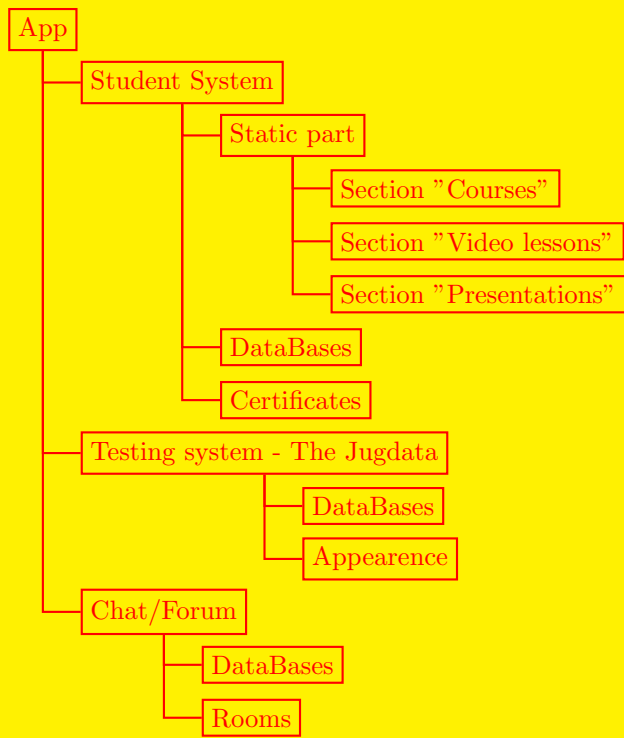 App
Student System
Static part
Section ”Courses”
Section ”Video lessons”
Section ”Presentations”
DataBases
Certificates
Testing system - The Jugdata
DataBases
Appearence
Chat/Forum
DataBases
Rooms